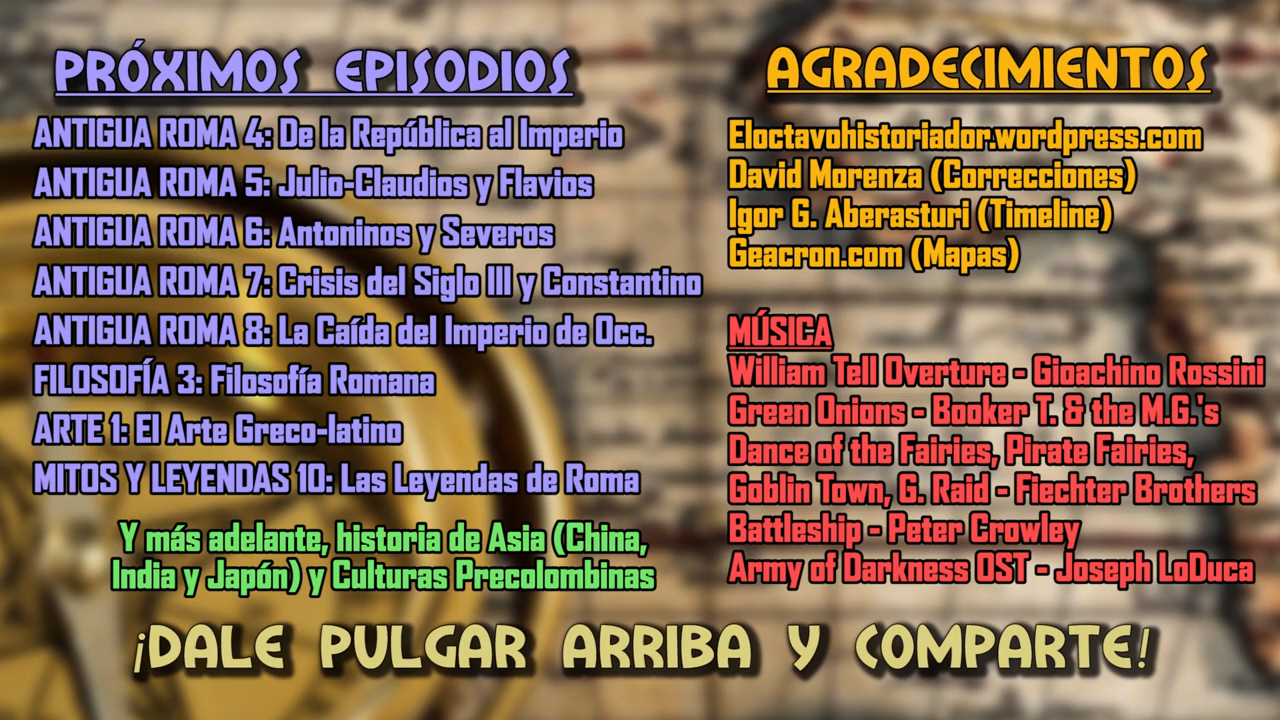 PRÓXIMOS EPISODIOS
ANTIGUA ROMA 4: De la República al Imperio
ANTIGUA ROMA 5: Julio-Claudios y Flavios
ANTIGUA ROMA 6: Antoninos y Severos
ANTIGUA ROMA 7: Crisis del Siglo III y Constantino
ANTIGUA ROMA 8: La Caída del Imperio de Occ.
FILOSOFÍA 3: Filosofía Romana
ARTE 1: El Arte Greco-latino
MITOS Y LEYENDAS 10: Las Leyendas de Roma
Y más adelante, historia de Asia (China,
India y Japón) y Culturas Precolombinas
AGRADECIMIENTOS
Eloctavohistoriador.wordpress.com
David Morenza (Correcciones)
Igor G. Aberasturi (Timeline)
Geacron.com (Mapas)
MÚSICA
William Tell Overture - Gioachino Rossini
Green Onions - Booker T. & the M.G.'s
Dance of the Fairies, Pirate Fairies,
Goblin Town, G. Raid - Fiechter Brothers
Battleship - Peter Crowley
Army of Darkness OST - Joseph LoDuca
¡DALE PULGAR ARRIBA Y COMPARTE!